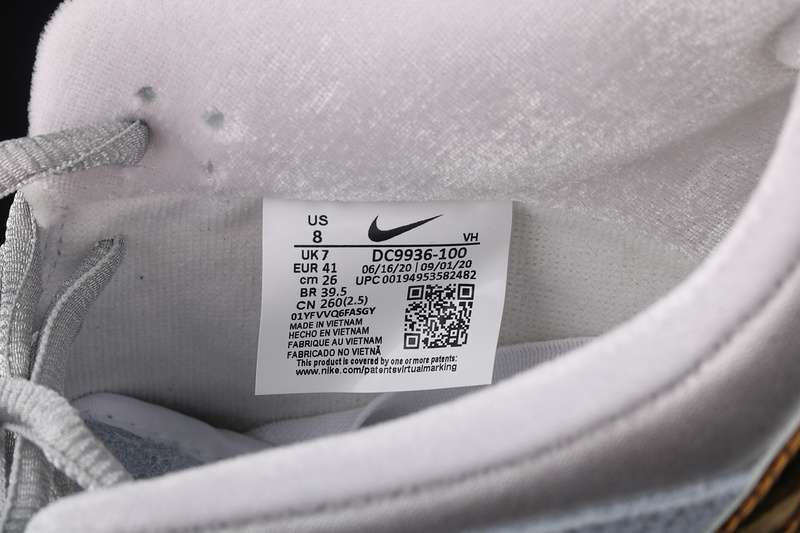 US
8
VH
UK 7
DC9936-100
EUR 41
06/16/20 | 09/01/20
cm 26
UPC 00194953582482
BR 39.5
CN 260(2.5)
01YFVVQ6FASGY
MADE IN VIETNAM
HECHO EN VIETNAM
FABRIQUE AU VIETNAM
FABRICADO NO VIETNÃ
This product is covered by one or more patents:
www.nike.com/patentsvirtualmarking